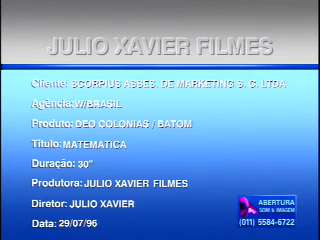 JULIO XAVIER FILMES
Cliente: SCORPIUS ASSES. DE MARKETING S. C. LTDA
Agência: W/BRASIL
Produto: DEO COLONIAS / BATOM
Título: MATEMATICA
Duração: 30"
Produtora: JULIO XAVIER FILMES
Diretor: JULIO XAVIER
Data: 29/07/96
ABERTURA
SOM & IMAGEM
(011) 5584-6722